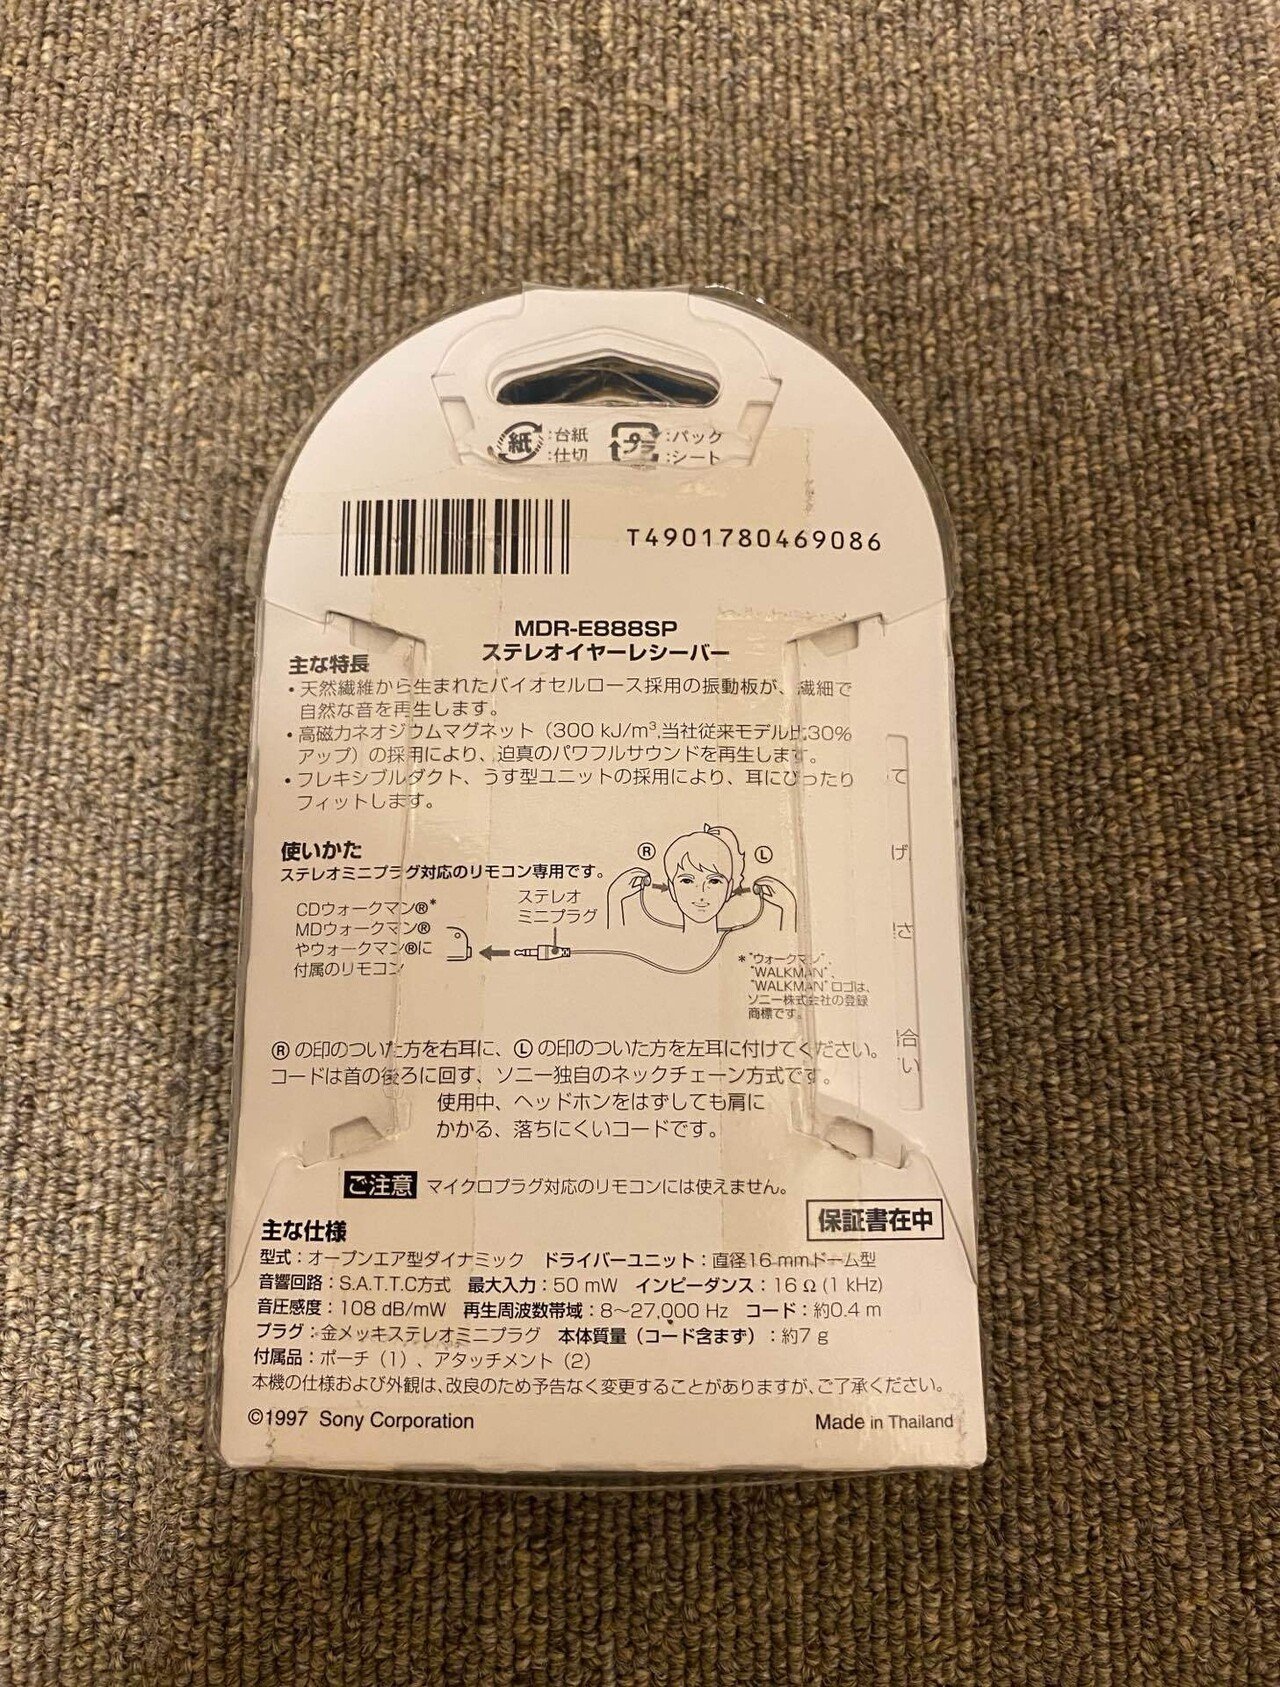 紙 :台紙 プラ :パック
:仕切 :シート
T4901780469086
MDR-E888SP
ステレオイヤーレシーバー
主な特長
・天然繊維から生まれたバイオセルロース採用の振動板が、繊細で
自然な音を再生します。
・高磁力ネオジウムマグネット（300 kJ/m³,当社従来モデル比30%
アップ）の採用により、迫真のパワフルサウンドを再生します。
・フレキシブルダクト、うす型ユニットの採用により、耳にぴったり
フィットします。
て
げ
さ
合
い
使いかた
ステレオミニプラグ対応のリモコン専用です。
Ⓡ Ⓛ
CDウォークマン®*
MDウォークマン®
やウォークマン®に
付属のリモコン
ステレオ
ミニプラグ
*"ウォークマン"、
"WALKMAN"、
"WALKMAN"ロゴは、
ソニー株式会社の登録
商標です。
Ⓡ の印のついた方を右耳に、Ⓛ の印のついた方を左耳に付けてください。
コードは首の後ろに回す、ソニー独自のネックチェーン方式です。
使用中、ヘッドホンをはずしても肩に
かかる、落ちにくいコードです。
ご注意 マイクロプラグ対応のリモコンには使えません。
保証書在中
主な仕様
型式：オープンエア型ダイナミック ドライバーユニット：直径16 mmドーム型
音響回路：S.A.T.T.C方式 最大入力：50 mW インピーダンス：16 Ω (1 kHz)
音圧感度：108 dB/mW 再生周波数帯域：8〜27,000 Hz コード：約0.4 m
プラグ：金メッキステレオミニプラグ 本体質量（コード含まず）：約7 g
付属品：ポーチ（1）、アタッチメント（2）
本機の仕様および外観は、改良のため予告なく変更することがありますが、ご了承ください。
©1997 Sony Corporation
Made in Thailand